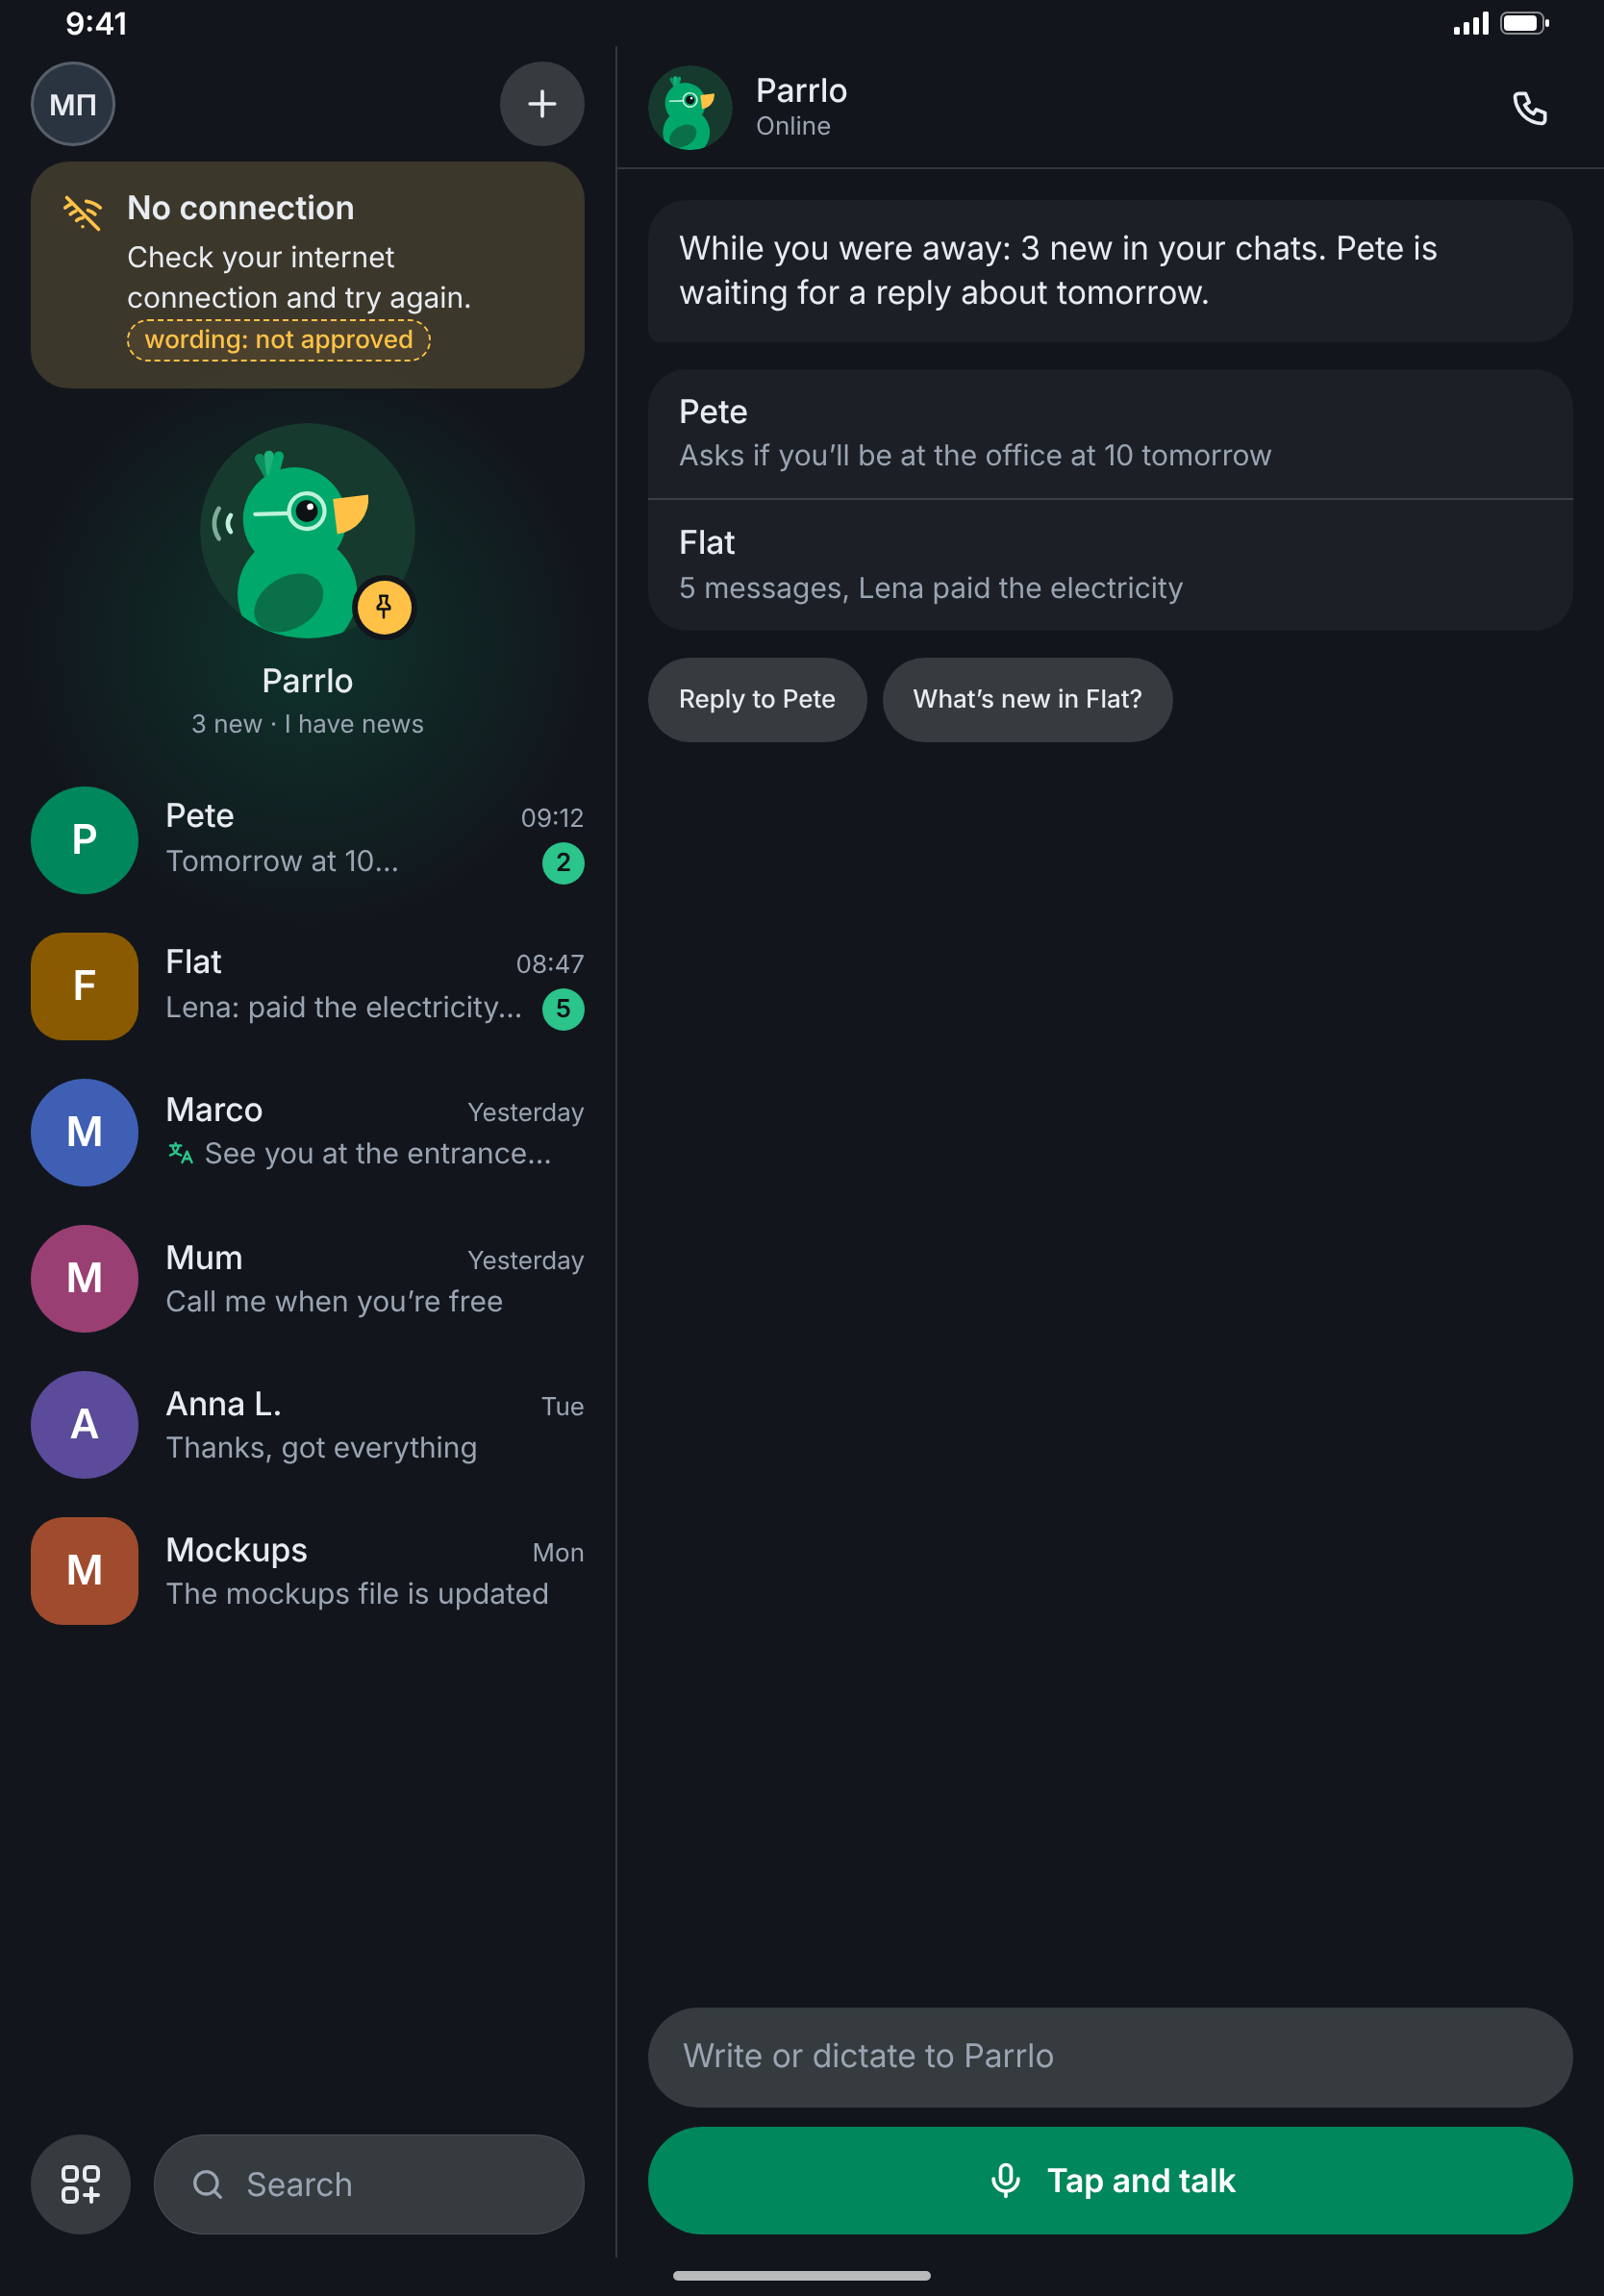 9:41
МП
No connection
Check your internet
connection and try again.
wording: not approved
Parrlo
3 new · I have news
P
Pete
09:12
Tomorrow at 10…
2
F
Flat
08:47
Lena: paid the electricity…
5
M
Marco
Yesterday
See you at the entrance…
M
Mum
Yesterday
Call me when you’re free
A
Anna L.
Tue
Thanks, got everything
M
Mockups
Mon
The mockups file is updated
Search
Parrlo
Online
While you were away: 3 new in your chats. Pete is
waiting for a reply about tomorrow.
Pete
Asks if you’ll be at the office at 10 tomorrow
Flat
5 messages, Lena paid the electricity
Reply to Pete
What’s new in Flat?
Write or dictate to Parrlo
Tap and talk